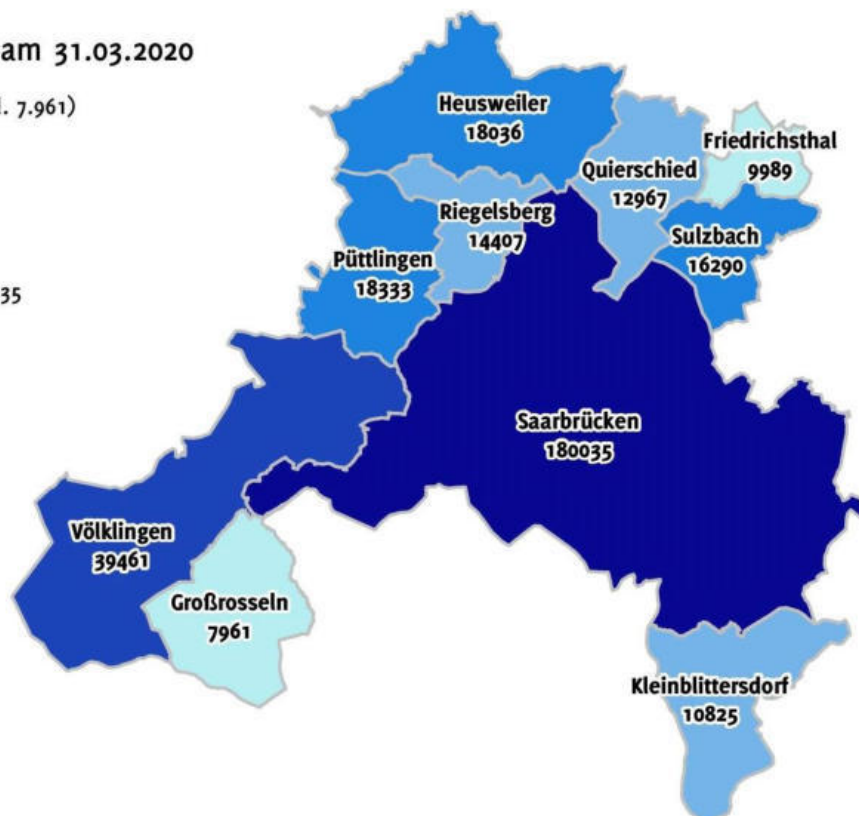 am 31.03.2020
. 7.961)
35
Heusweiler
18036
Friedrichsthal
9989
Quierschied
12967
Riegelsberg
14407
Sulzbach
16290
Püttlingen
18333
Saarbrücken
180035
Völklingen
39461
Großrosseln
7961
Kleinblittersdorf
10825